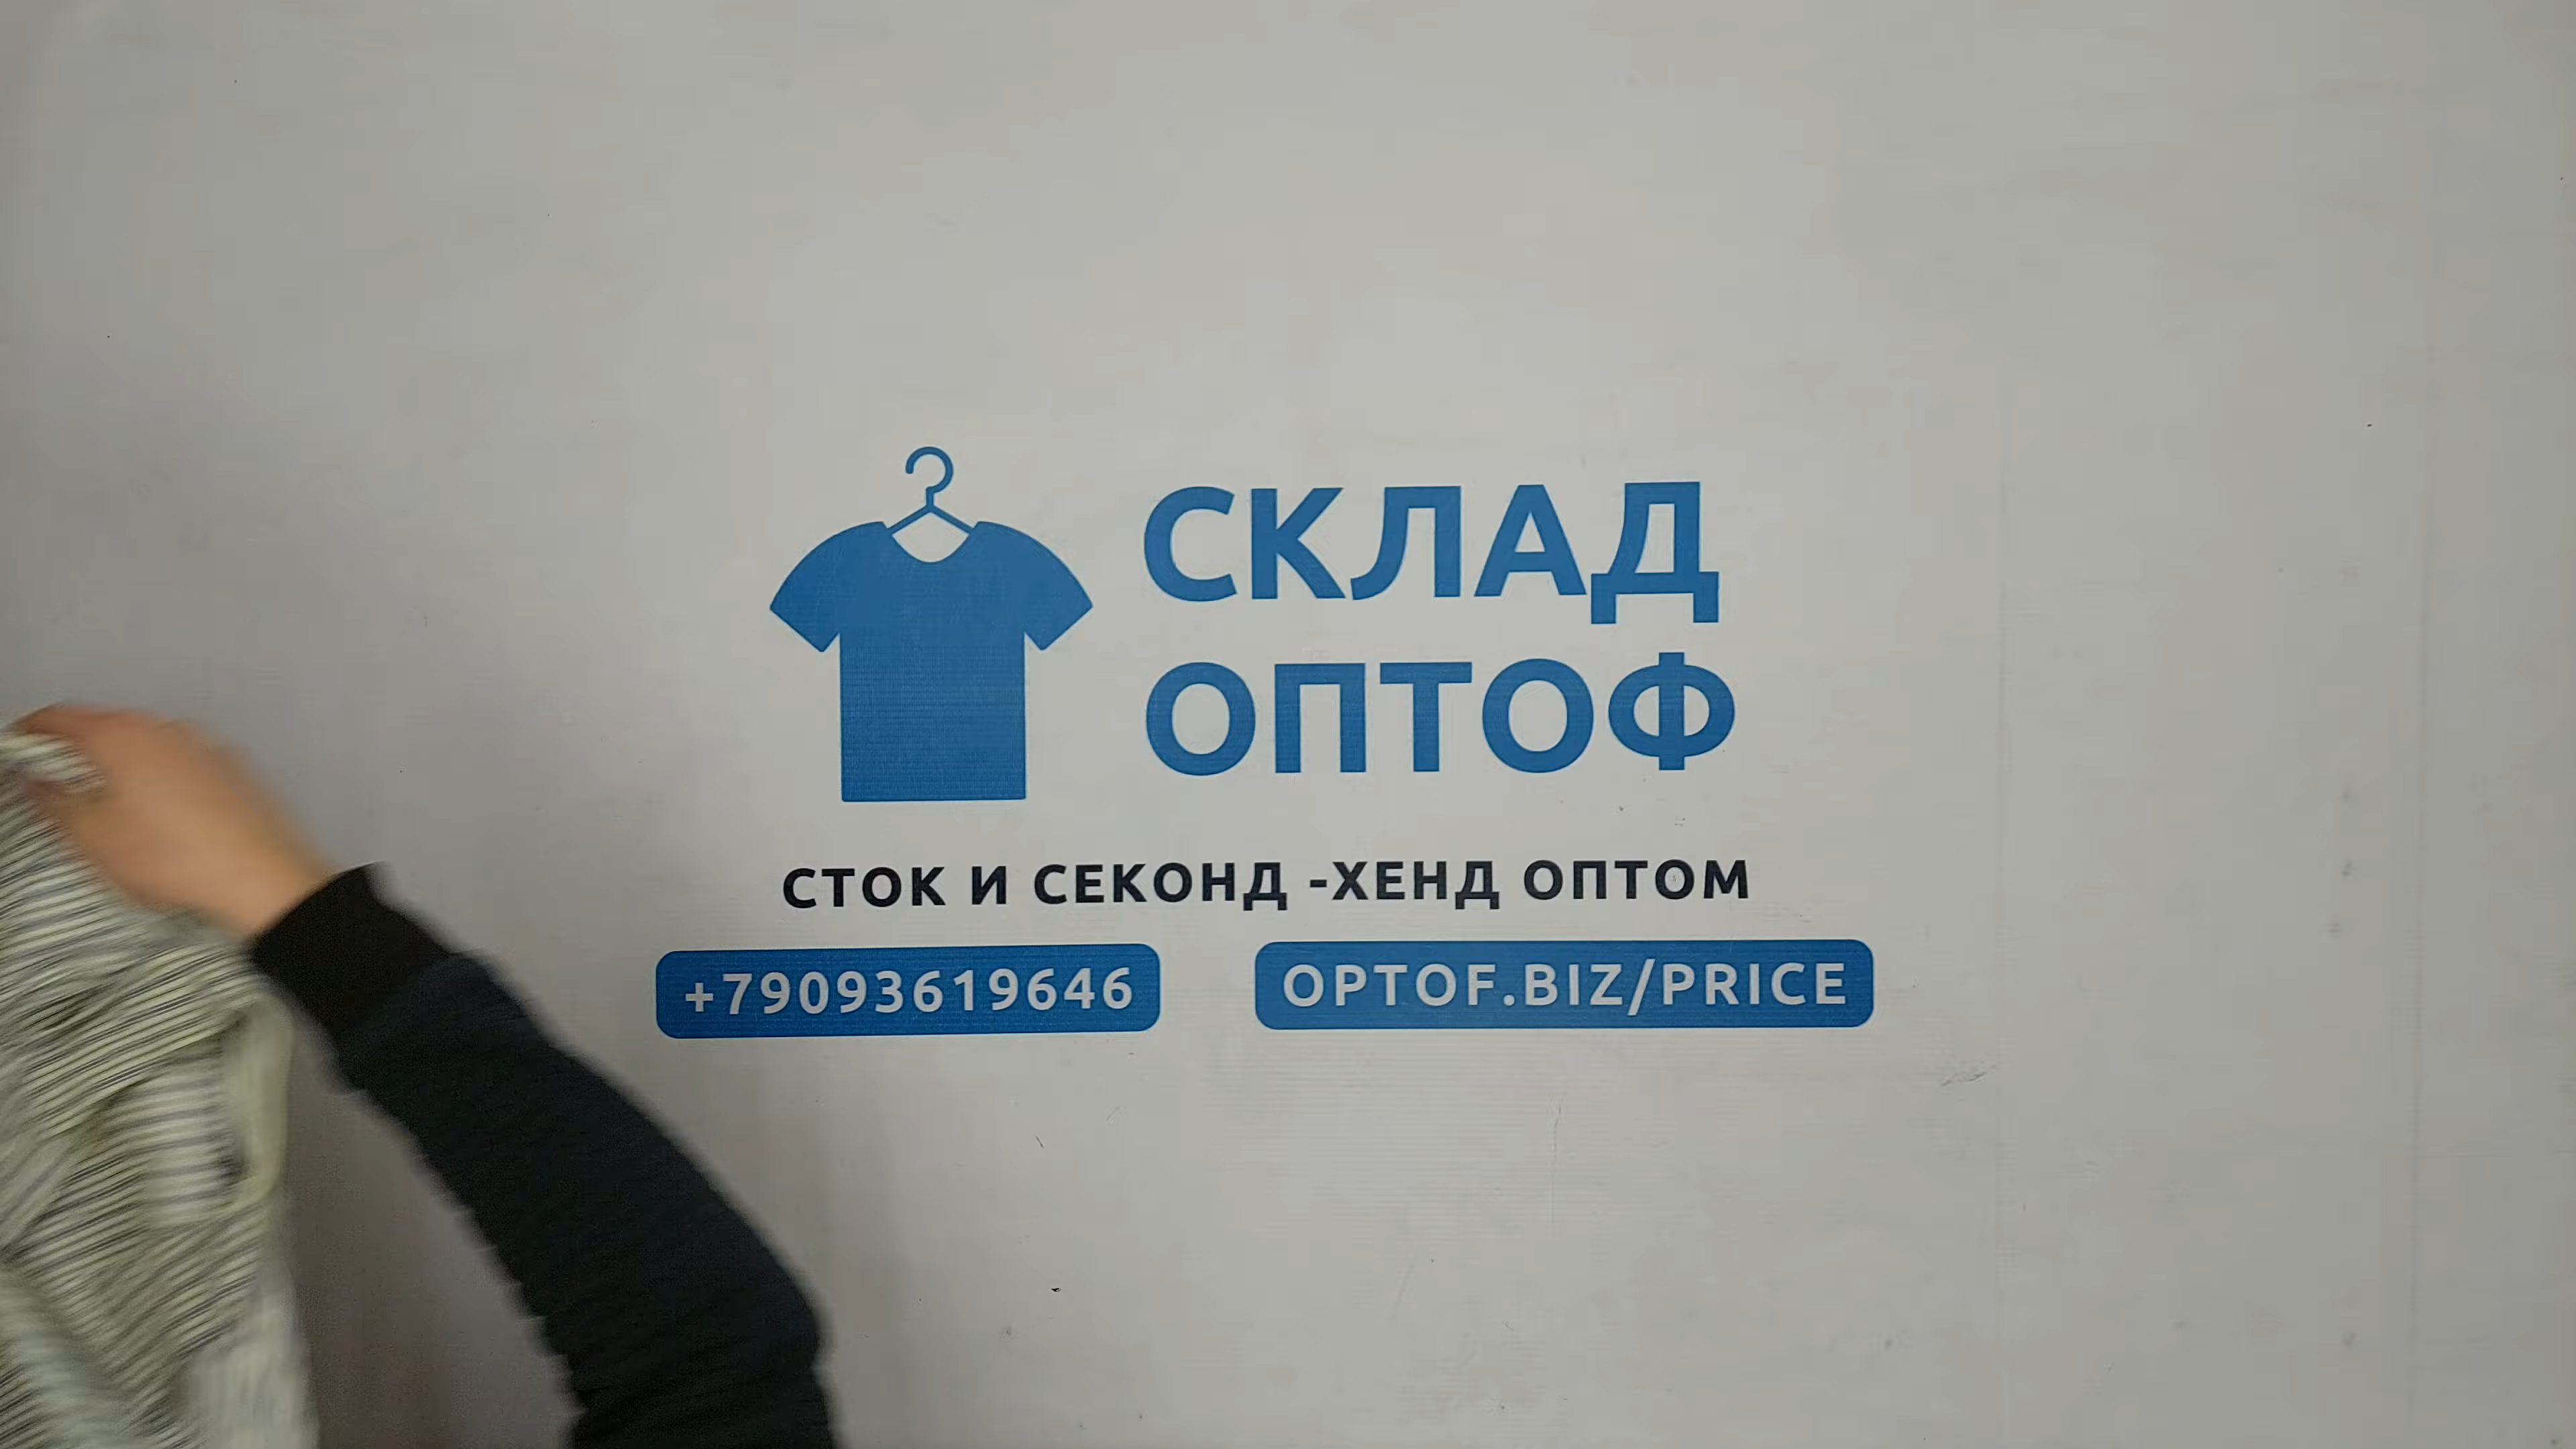 СКЛАД
ОПТОФ
СТОК И СЕКОНД -ХЕНД ОПТОМ
+79093619646
OPTOF.BIZ/PRICE